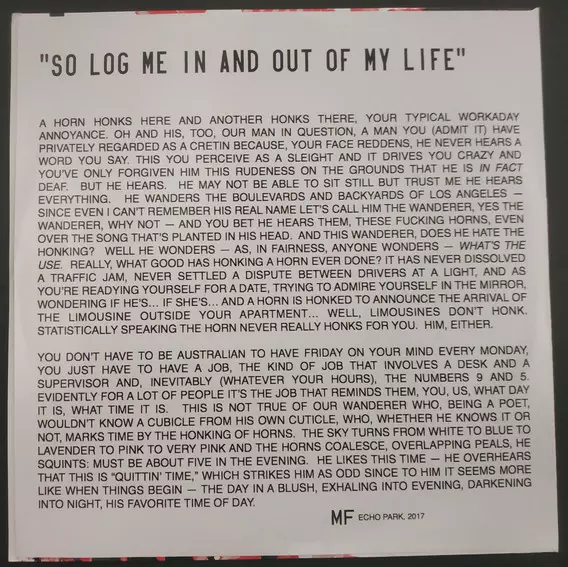 "SO LOG ME IN AND OUT OF MY LIFE"
A HORN HONKS HERE AND ANOTHER HONKS THERE, YOUR TYPICAL WORKADAY
ANNOYANCE. OH AND HIS, TOO, OUR MAN IN QUESTION, A MAN YOU (ADMIT IT) HAVE
PRIVATELY REGARDED AS A CRETIN BECAUSE, YOUR FACE REDDENS, HE NEVER HEARS A
WORD YOU SAY. THIS YOU PERCEIVE AS A SLEIGHT AND IT DRIVES YOU CRAZY AND
YOU'VE ONLY FORGIVEN HIM THIS RUDENESS ON THE GROUNDS THAT HE IS IN FACT
DEAF. BUT HE HEARS. HE MAY NOT BE ABLE TO SIT STILL BUT TRUST ME HE HEARS
EVERYTHING. HE WANDERS THE BOULEVARDS AND BACKYARDS OF LOS ANGELES –
SINCE EVEN I CAN'T REMEMBER HIS REAL NAME LET'S CALL HIM THE WANDERER, YES THE
WANDERER, WHY NOT – AND YOU BET HE HEARS THEM, THESE FUCKING HORNS, EVEN
OVER THE SONG THAT'S PLANTED IN HIS HEAD. AND THIS WANDERER, DOES HE HATE THE
HONKING? WELL HE WONDERS – AS, IN FAIRNESS, ANYONE WONDERS – WHAT'S THE
USE. REALLY, WHAT GOOD HAS HONKING A HORN EVER DONE? IT HAS NEVER DISSOLVED
A TRAFFIC JAM, NEVER SETTLED A DISPUTE BETWEEN DRIVERS AT A LIGHT, AND AS
YOU'RE READYING YOURSELF FOR A DATE, TRYING TO ADMIRE YOURSELF IN THE MIRROR,
WONDERING IF HE'S... IF SHE'S... AND A HORN IS HONKED TO ANNOUNCE THE ARRIVAL OF
THE LIMOUSINE OUTSIDE YOUR APARTMENT... WELL, LIMOUSINES DON'T HONK.
STATISTICALLY SPEAKING THE HORN NEVER REALLY HONKS FOR YOU. HIM, EITHER.
YOU DON'T HAVE TO BE AUSTRALIAN TO HAVE FRIDAY ON YOUR MIND EVERY MONDAY,
YOU JUST HAVE TO HAVE A JOB, THE KIND OF JOB THAT INVOLVES A DESK AND A
SUPERVISOR AND, INEVITABLY (WHATEVER YOUR HOURS), THE NUMBERS 9 AND 5.
EVIDENTLY FOR A LOT OF PEOPLE IT'S THE JOB THAT REMINDS THEM, YOU, US, WHAT DAY
IT IS, WHAT TIME IT IS. THIS IS NOT TRUE OF OUR WANDERER WHO, BEING A POET,
WOULDN'T KNOW A CUBICLE FROM HIS OWN CUTICLE, WHO, WHETHER HE KNOWS IT OR
NOT, MARKS TIME BY THE HONKING OF HORNS. THE SKY TURNS FROM WHITE TO BLUE TO
LAVENDER TO PINK TO VERY PINK AND THE HORNS COALESCE, OVERLAPPING PEALS, HE
SQUINTS: MUST BE ABOUT FIVE IN THE EVENING. HE LIKES THIS TIME – HE OVERHEARS
THAT THIS IS "QUITTIN' TIME," WHICH STRIKES HIM AS ODD SINCE TO HIM IT SEEMS MORE
LIKE WHEN THINGS BEGIN – THE DAY IN A BLUSH, EXHALING INTO EVENING, DARKENING
INTO NIGHT, HIS FAVORITE TIME OF DAY.
MF ECHO PARK, 2017